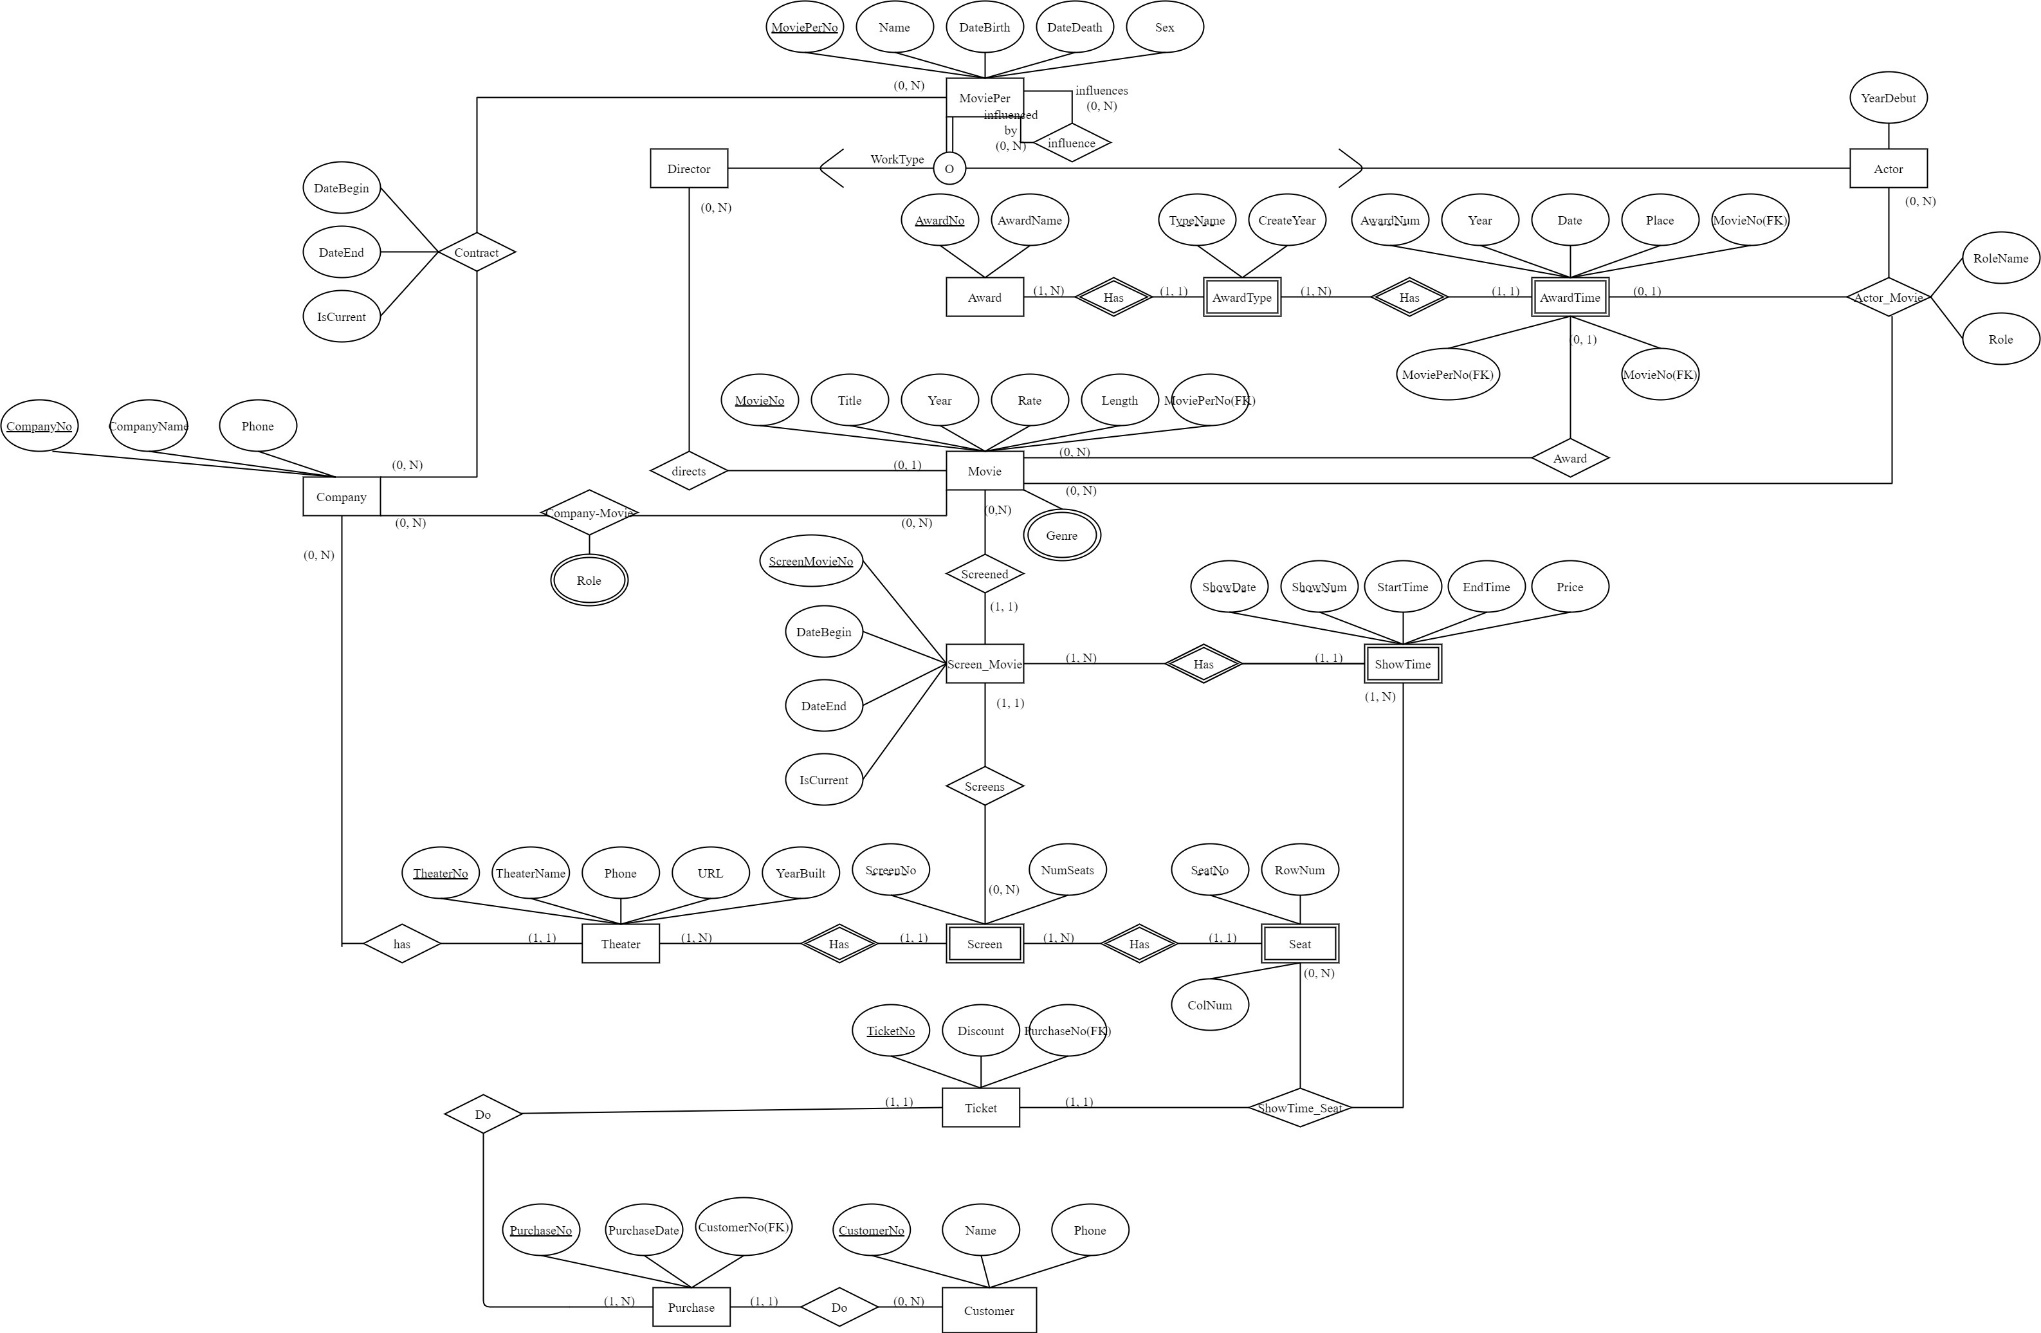 MoviePerNo
Name
DateBirth
DateDeath
Sex
(0, N)
MoviePer
influences
(0, N)
YearDebut
influenced
by
(0, N)
influence
Director
WorkType
O
Actor
DateBegin
(0, N)
(0, N)
AwardNo
AwardName
TypeName
CreateYear
AwardNum
Year
Date
Place
MovieNo(FK)
DateEnd
Contract
RoleName
Award
(1, N)
Has
(1, 1)
AwardType
(1, N)
Has
(1, 1)
AwardTime
(0, 1)
Actor_Movie
IsCurrent
(0, 1)
Role
MoviePerNo(FK)
MovieNo(FK)
MovieNo
Title
Year
Rate
Length
MoviePerNo(FK)
CompanyNo
CompanyName
Phone
(0, N)
directs
(0, 1)
Movie
(0, N)
Award
(0, N)
Company
(0, N)
Company-Movie
(0, N)
(0,N)
Genre
(0, N)
Role
ScreenMovieNo
Screened
(1, 1)
ShowDate
ShowNum
StartTime
EndTime
Price
DateBegin
Screen_Movie
(1, N)
Has
(1, 1)
ShowTime
(1, N)
(1, 1)
DateEnd
IsCurrent
Screens
TheaterNo
TheaterName
Phone
URL
YearBuilt
ScreenNo
NumSeats
SeatNo
RowNum
(0, N)
has
(1, 1)
Theater
(1, N)
Has
(1, 1)
Screen
(1, N)
Has
(1, 1)
Seat
(0, N)
ColNum
TicketNo
Discount
PurchaseNo(FK)
Do
(1, 1)
Ticket
(1, 1)
ShowTime_Seat
PurchaseNo
PurchaseDate
CustomerNo(FK)
CustomerNo
Name
Phone
(1, N)
Purchase
(1, 1)
Do
(0, N)
Customer